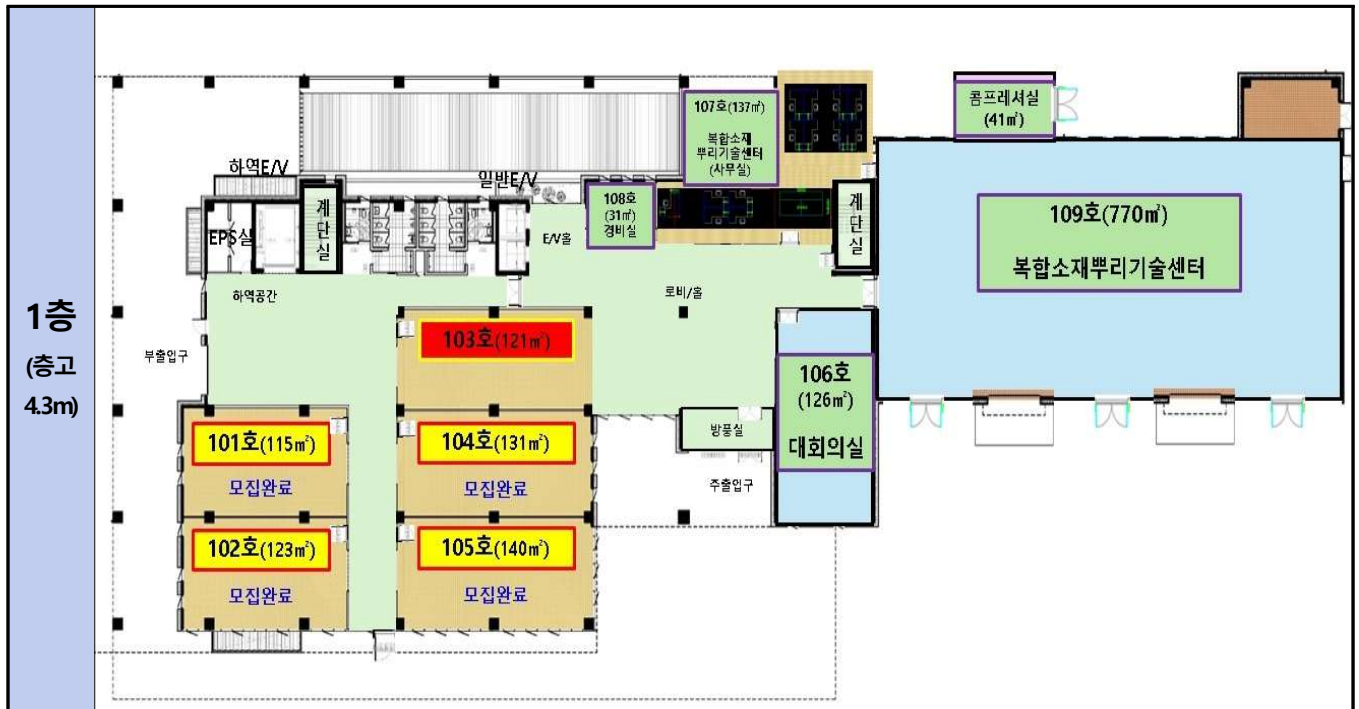 1층
(층고
4.3m)
하역E/V
일반E/V
EPS실
계
단
실
E/V홀
하역공간
로비/홀
부출입구
107호(137㎡)
복합소재
뿌리기술센터
(사무실)
108호
(31㎡)
경비실
계
단
실
콤프레셔실
(41㎡)
109호(770㎡)
복합소재뿌리기술센터
103호(121㎡)
106호
(126㎡)
대회의실
방풍실
주출입구
101호(115㎡)
모집완료
104호(131㎡)
모집완료
102호(123㎡)
모집완료
105호(140㎡)
모집완료